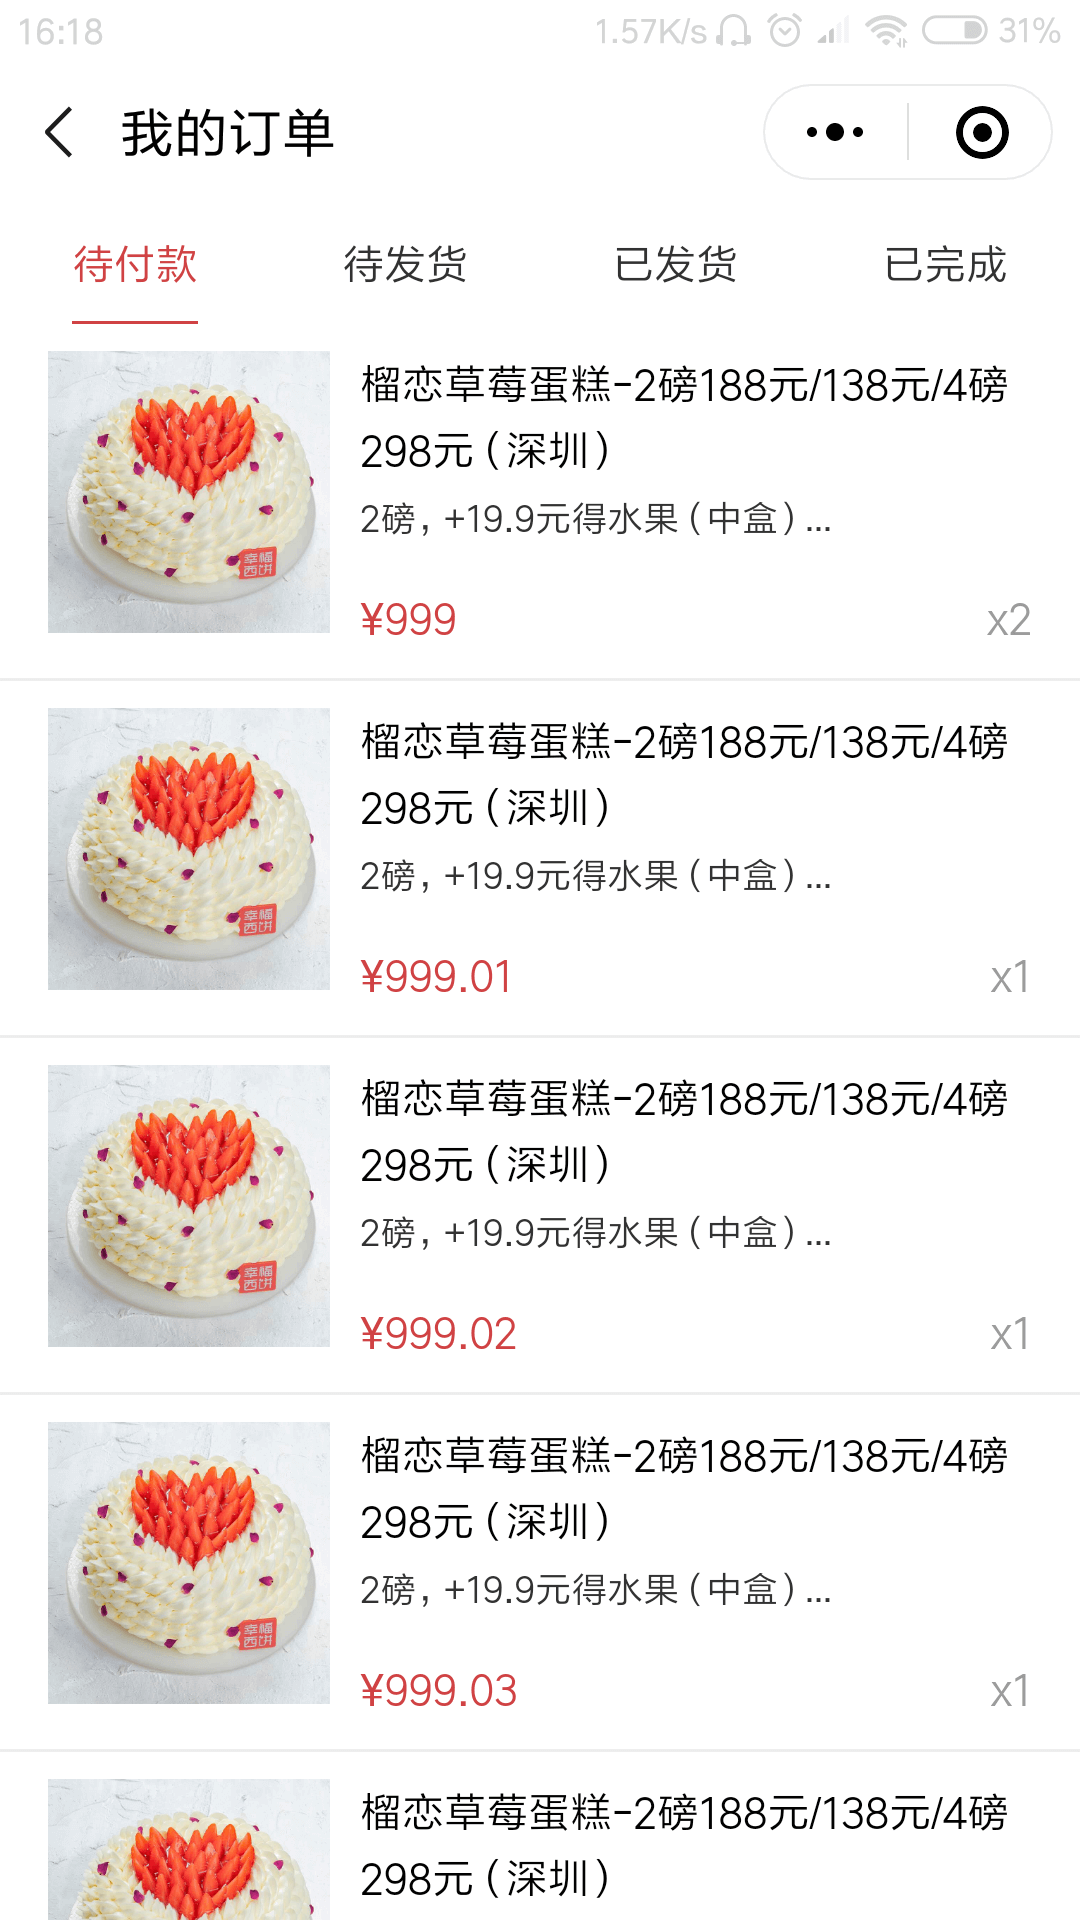 16:18
1.57K/s
31%
我的订单
待付款
待发货
已发货
已完成
榴恋草莓蛋糕-2磅188元/138元/4磅
298元（深圳）
2磅，+19.9元得水果（中盒）...
¥999
x2
幸福
西饼
榴恋草莓蛋糕-2磅188元/138元/4磅
298元（深圳）
2磅，+19.9元得水果（中盒）...
¥999.01
x1
幸福
西饼
榴恋草莓蛋糕-2磅188元/138元/4磅
298元（深圳）
2磅，+19.9元得水果（中盒）...
¥999.02
x1
幸福
西饼
榴恋草莓蛋糕-2磅188元/138元/4磅
298元（深圳）
2磅，+19.9元得水果（中盒）...
¥999.03
x1
幸福
西饼
榴恋草莓蛋糕-2磅188元/138元/4磅
298元（深圳）